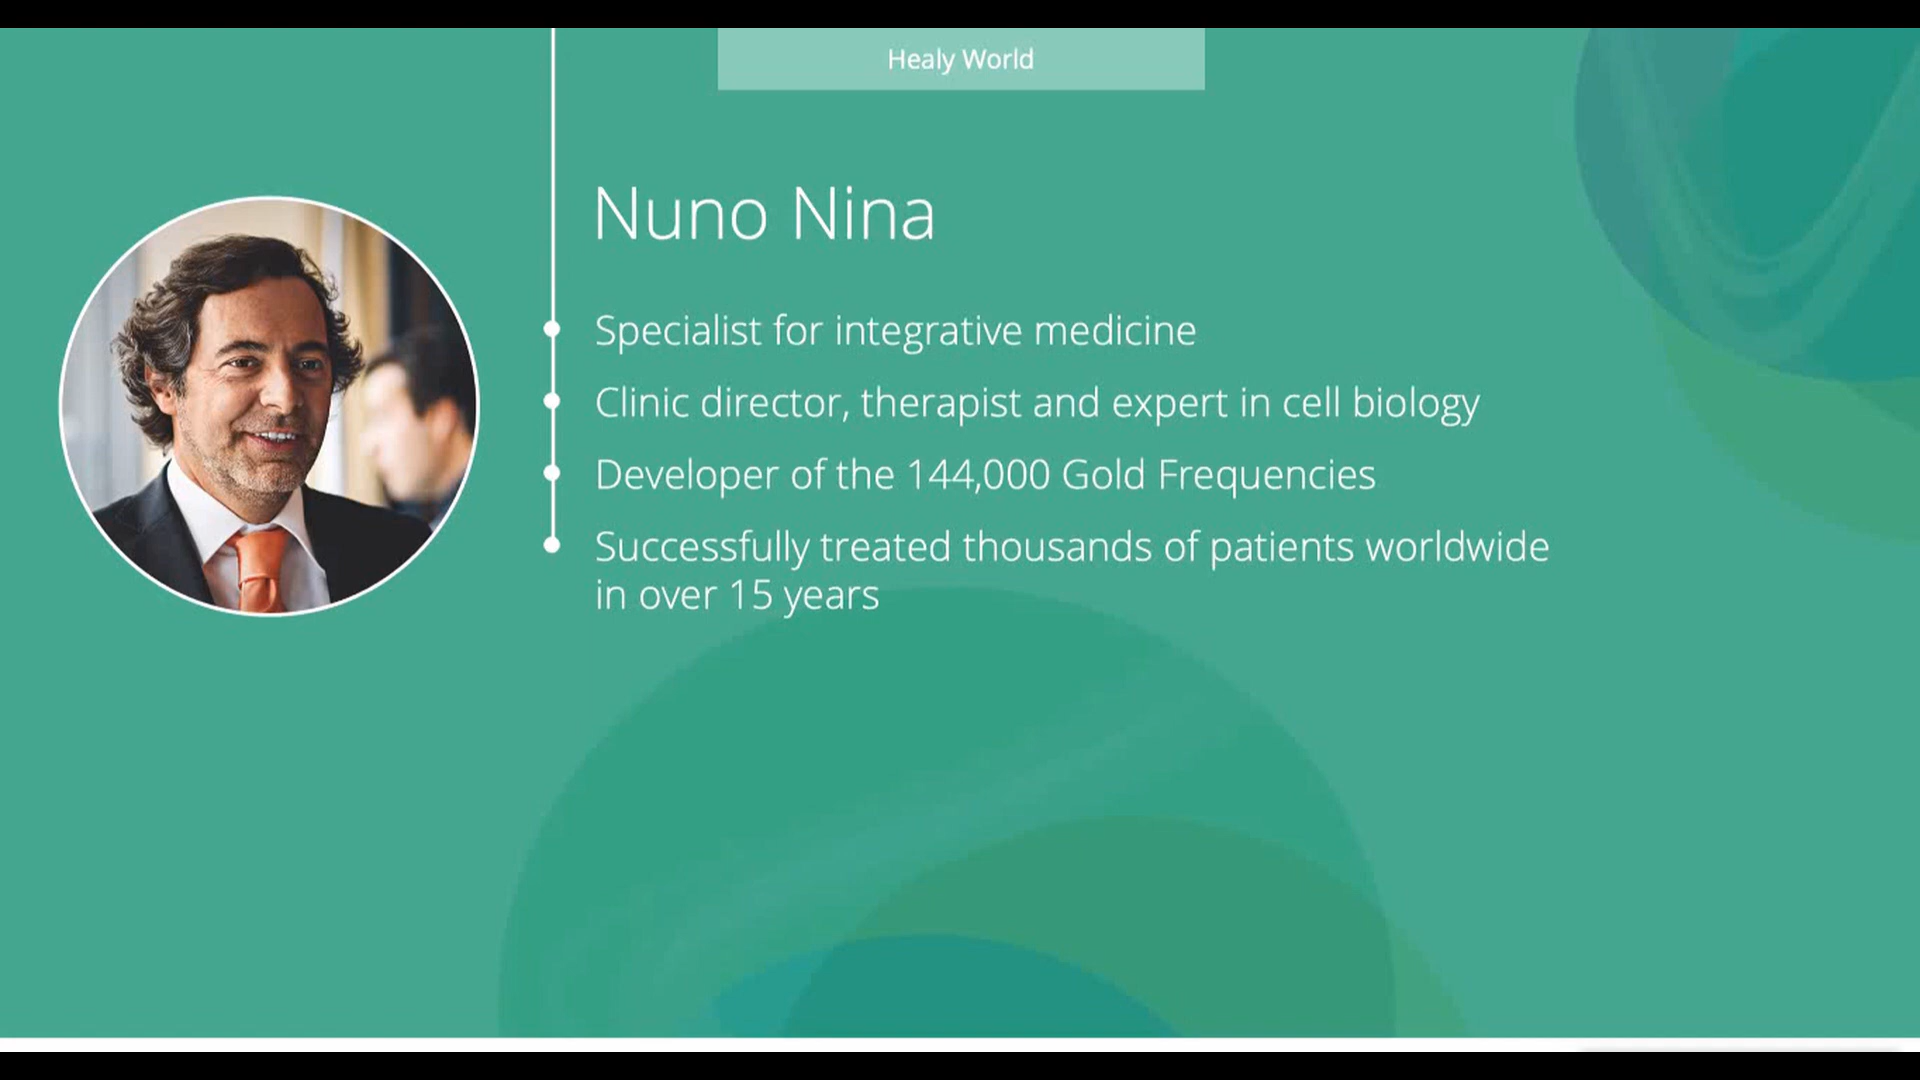 Healy World
Nuno Nina
Specialist for integrative medicine
Clinic director, therapist and expert in cell biology
Developer of the 144,000 Gold Frequencies
Successfully treated thousands of patients worldwide
in over 15 years